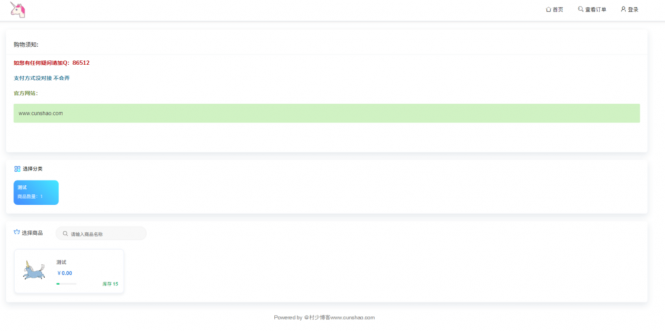 首页
查看订单
登录
购物须知:
如您有任何疑问请加Q: 86512
支付方式没对接 不会弄
官方网站:
www.cunshao.com
选择分类
测试
商品数量: 1
选择商品
请输入商品名称
测试
¥0.00
库存
Powered by @村少博客www.cunshao.com